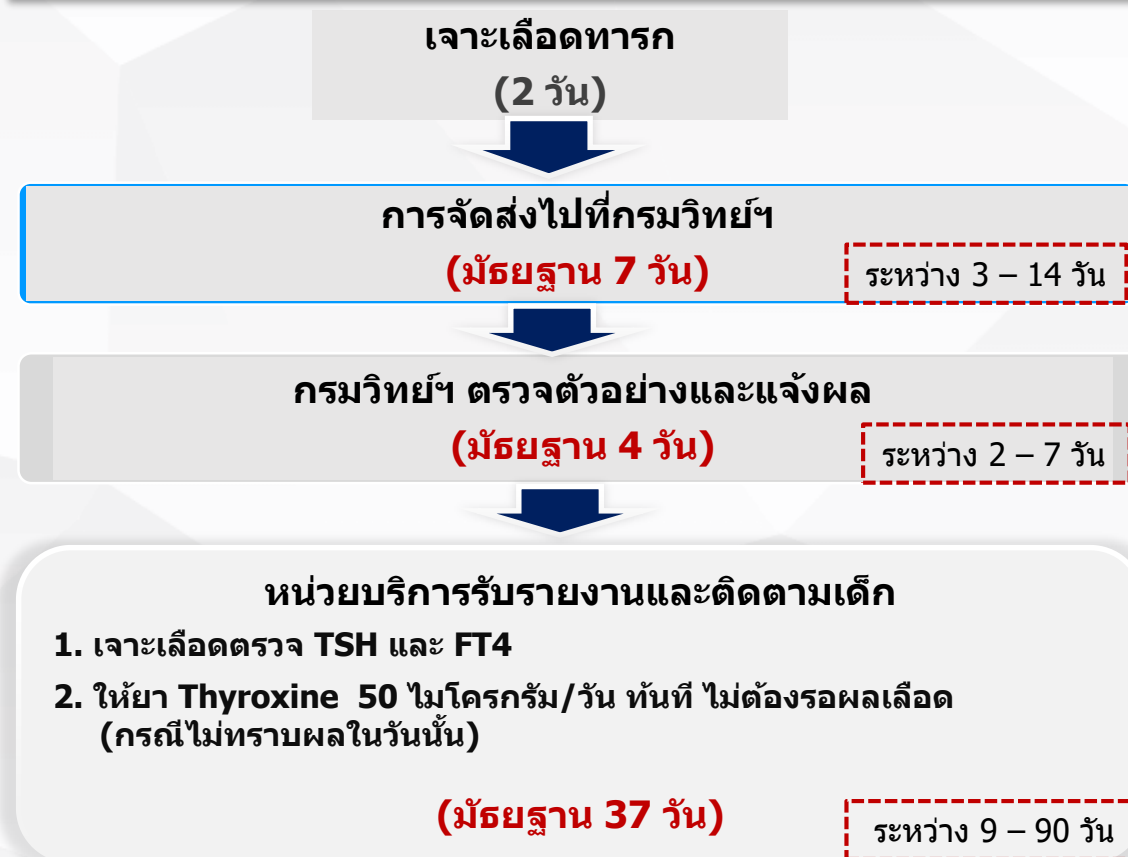 เจาะเลือดทารก
(2 วัน)
การจัดส่งไปที่กรมวิทย์ฯ
(มัธยฐาน 7 วัน)
ระหว่าง 3 – 14 วัน
กรมวิทย์ฯ ตรวจตัวอย่างและแจ้งผล
(มัธยฐาน 4 วัน)
ระหว่าง 2 – 7 วัน
หน่วยบริการรับรายงานและติดตามเด็ก
1. เจาะเลือดตรวจ TSH และ FT4
2. ให้ยา Thyroxine 50 ไมโครกรัม/วัน ทันที ไม่ต้องรอผลเลือด
(กรณีไม่ทราบผลในวันนั้น)
(มัธยฐาน 37 วัน)
ระหว่าง 9 – 90 วัน